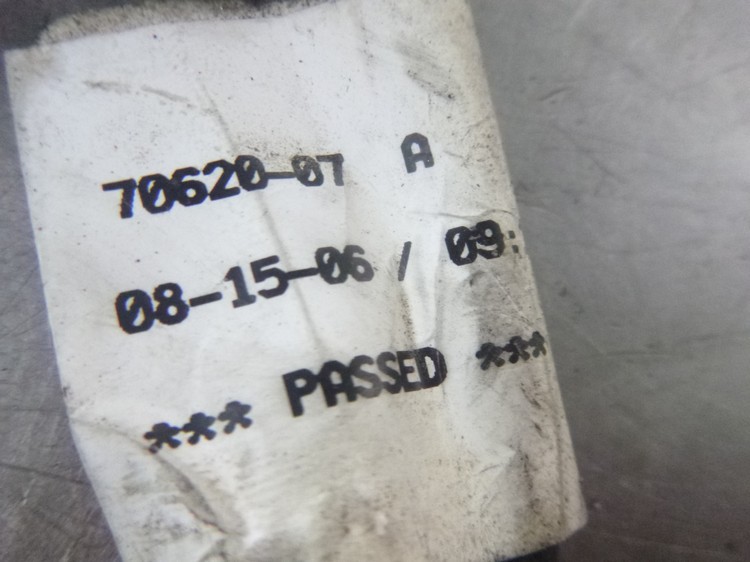 70620-07 A
08-15-06 / 09:
*** PASSED ***